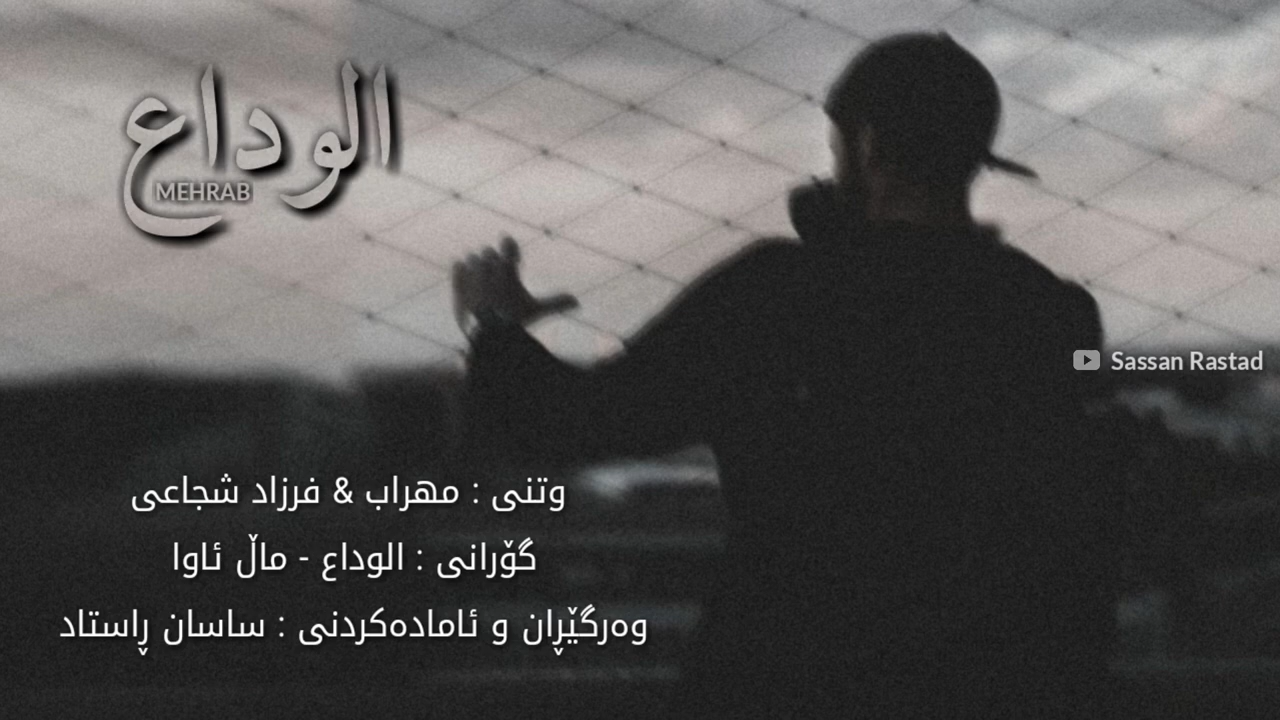 الوداع
MEHRAB
Sassan Rastad
وتنی : مهراب & فرزاد شجاعی
گۆرانی : الوداع - ماڵ ئاوا
وەرگێڕان و ئامادەکردنی : ساسان ڕاستاد